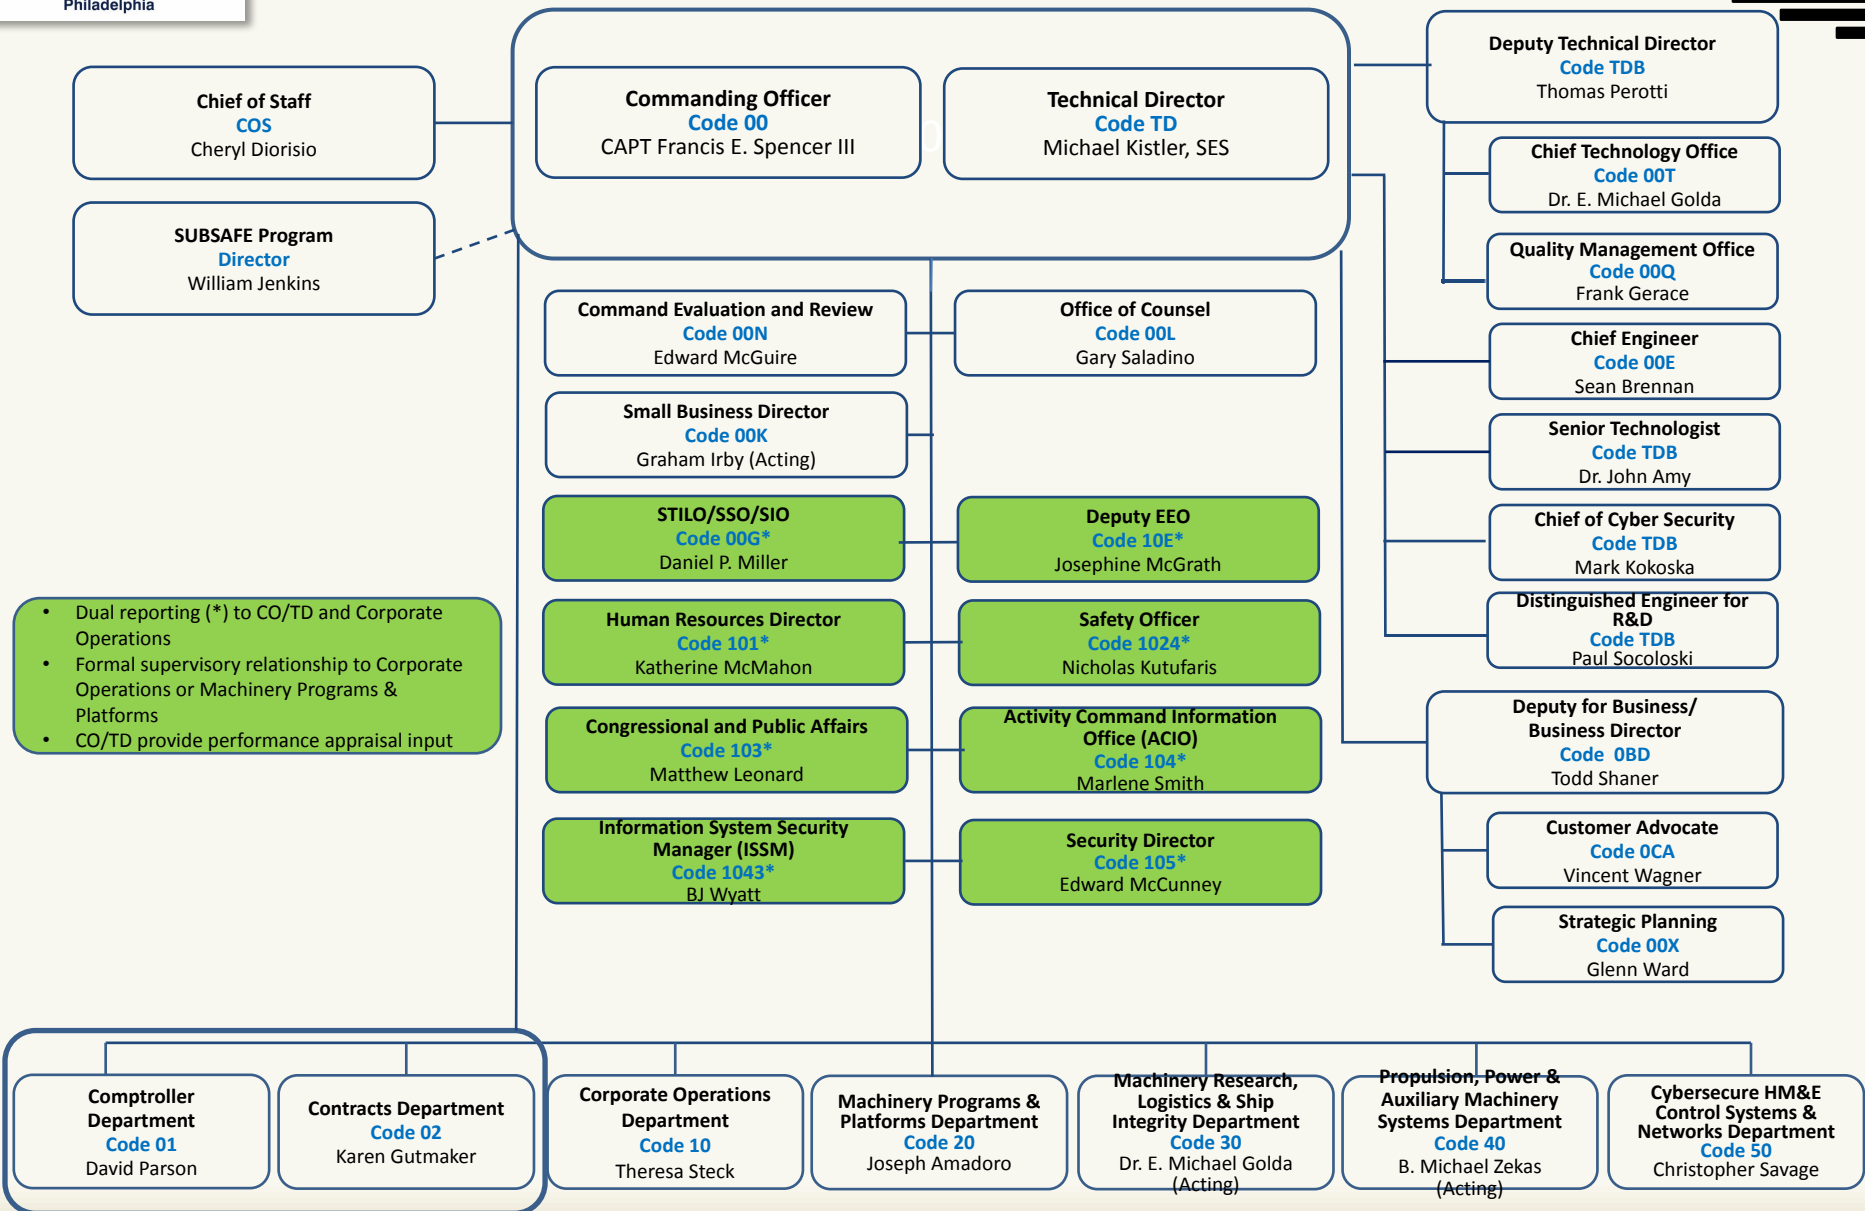 Philadelphia
Chief of Staff
COS
Cheryl Diorisio
SUBSAFE Program
Director
William Jenkins
Commanding Officer
Code 00
CAPT Francis E. Spencer III
Technical Director
Code TD
Michael Kistler, SES
Deputy Technical Director
Code TDB
Thomas Perotti
Chief Technology Office
Code 00T
Dr. E. Michael Golda
Quality Management Office
Code 00Q
Frank Gerace
Chief Engineer
Code 00E
Sean Brennan
Senior Technologist
Code TDB
Dr. John Amy
Chief of Cyber Security
Code TDB
Mark Kokoska
Distinguished Engineer for
R&D
Code TDB
Paul Socoloski
Deputy for Business/
Business Director
Code 0BD
Todd Shaner
Customer Advocate
Code 0CA
Vincent Wagner
Strategic Planning
Code 00X
Glenn Ward
Command Evaluation and Review
Code 00N
Edward McGuire
Office of Counsel
Code 00L
Gary Saladino
Small Business Director
Code 00K
Graham Irby (Acting)
STILO/SSO/SIO
Code 00G*
Daniel P. Miller
Deputy EEO
Code 10E*
Josephine McGrath
Human Resources Director
Code 101*
Katherine McMahon
Safety Officer
Code 1024*
Nicholas Kutufaris
Congressional and Public Affairs
Code 103*
Matthew Leonard
Activity Command Information
Office (ACIO)
Code 104*
Marlene Smith
Information System Security
Manager (ISSM)
Code 1043*
BJ Wyatt
Security Director
Code 105*
Edward McCunney
• Dual reporting (*) to CO/TD and Corporate
Operations
• Formal supervisory relationship to Corporate
Operations or Machinery Programs &
Platforms
• CO/TD provide performance appraisal input
Comptroller
Department
Code 01
David Parson
Contracts Department
Code 02
Karen Gutmaker
Corporate Operations
Department
Code 10
Theresa Steck
Machinery Programs &
Platforms Department
Code 20
Joseph Amadoro
Machinery Research,
Logistics & Ship
Integrity Department
Code 30
Dr. E. Michael Golda
(Acting)
Propulsion, Power &
Auxiliary Machinery
Systems Department
Code 40
B. Michael Zekas
(Acting)
Cybersecure HM&E
Control Systems &
Networks Department
Code 50
Christopher Savage